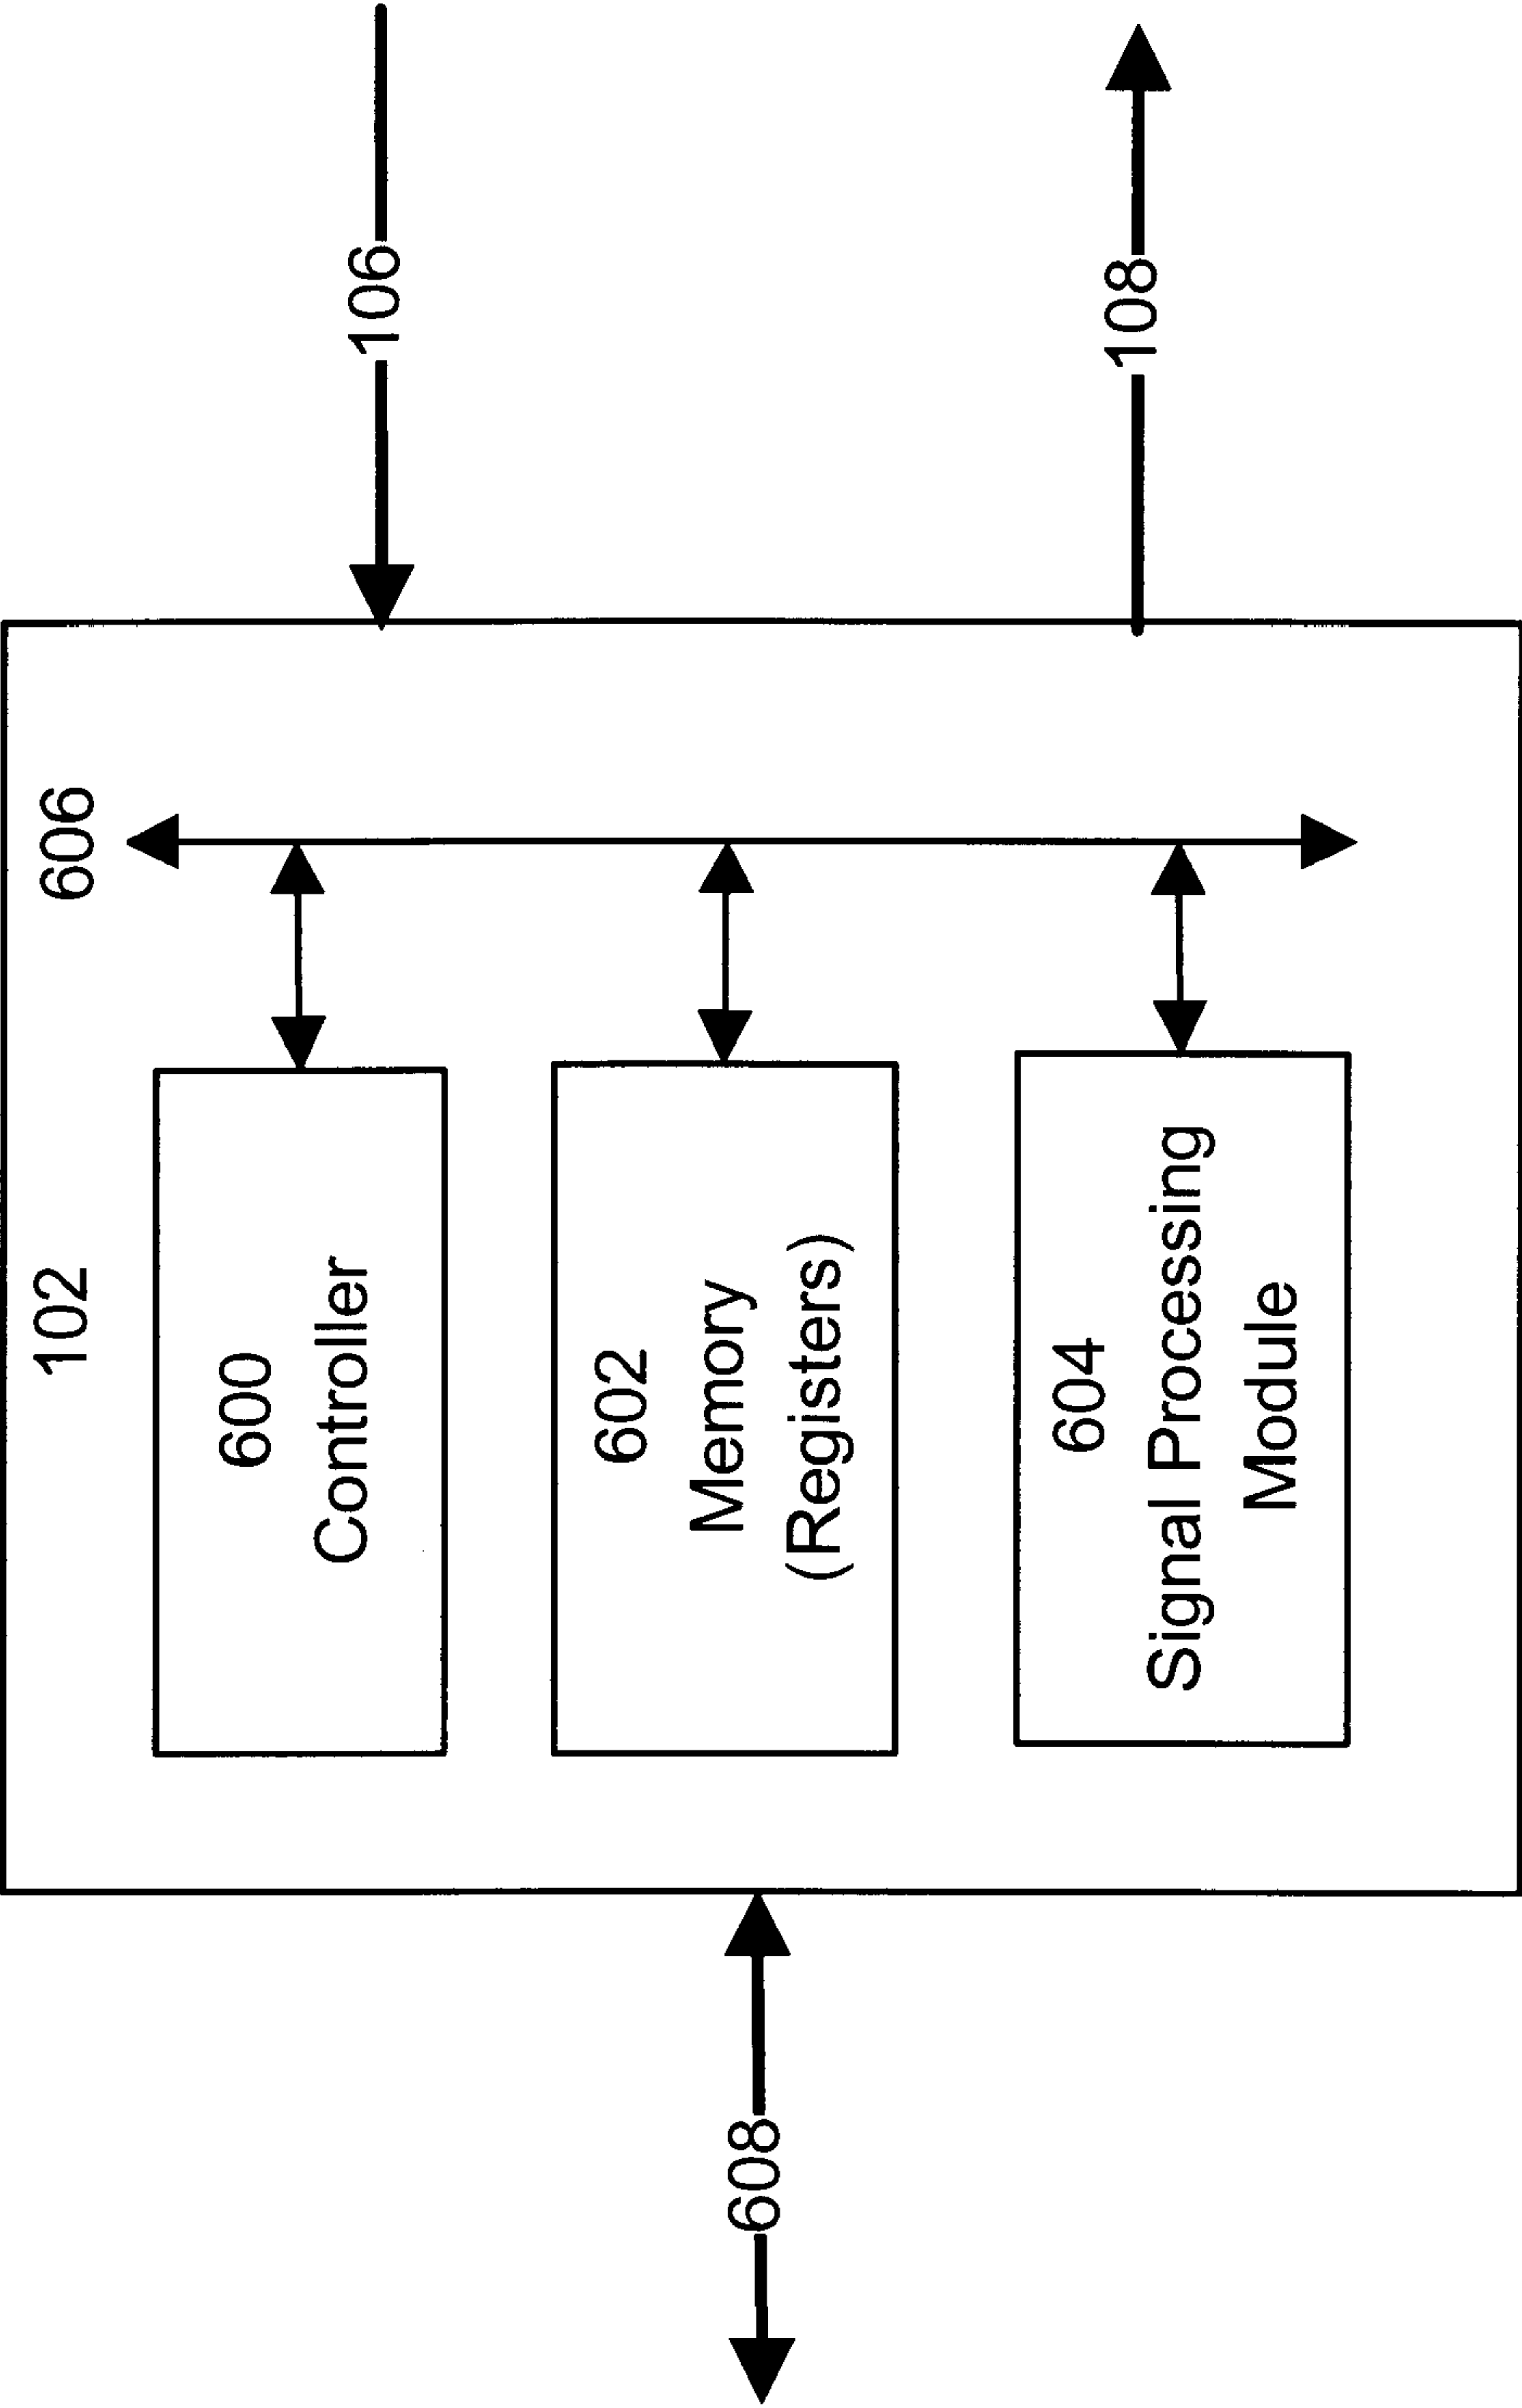 102
606
600
Controller
602
Memory
(Registers)
604
Signal Processing
Module
608
106
108